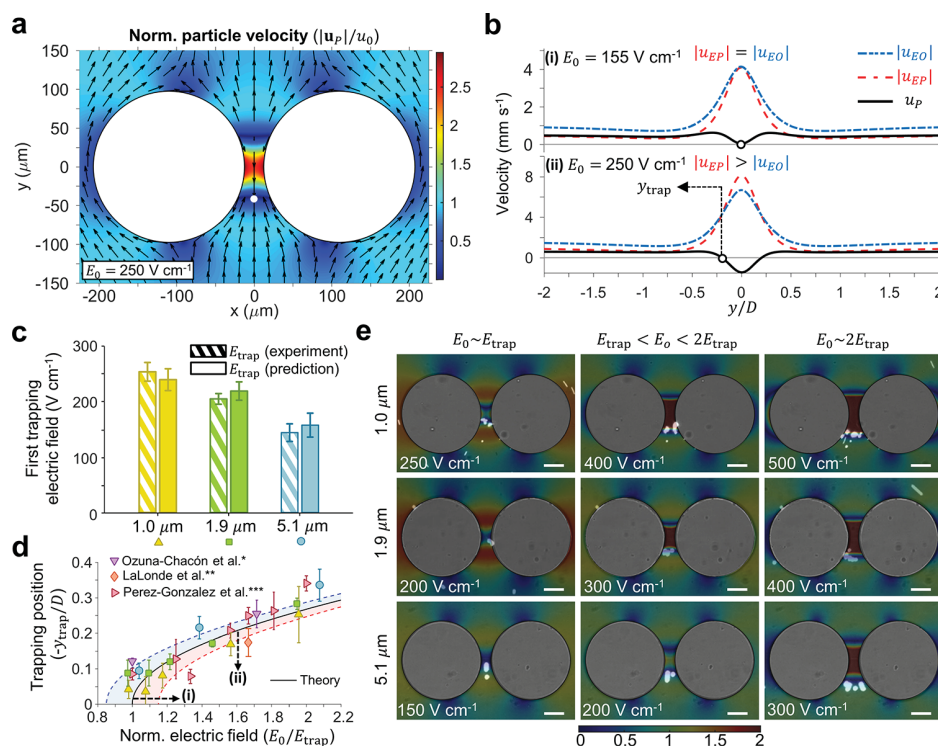 a
Norm. particle velocity (|u_P|/u_0)
150
100
50
0
-50
-100
-150
y (μm)
E_0 = 250 V cm⁻¹
-200
-100
0
100
200
x (μm)
2.5
2
1.5
1
0.5
b
(i) E_0 = 155 V cm⁻¹ |u_EP| = |u_EO|
|u_EO|
|u_EP|
u_P
4
2
0
(ii) E_0 = 250 V cm⁻¹ |u_EP| > |u_EO|
y_trap
8
6
4
2
0
Velocity (mm s⁻¹)
-2
-1.5
-1
-0.5
0
0.5
1
1.5
2
y/D
c
First trapping
electric field (V cm⁻¹)
300
200
100
0
E_trap (experiment)
E_trap (prediction)
1.0 μm
1.9 μm
5.1 μm
d
Trapping position
(-y_trap/D)
0.4
0.3
0.2
0.1
0
Ozuna-Chacón et al.*
LaLonde et al.**
Perez-Gonzalez et al.***
(i)
(ii)
Theory
0.8
1
1.2
1.4
1.6
1.8
2.0
2.2
Norm. electric field (E_0/E_trap)
e
E_0~E_trap
E_trap < E_o < 2E_trap
E_0~2E_trap
1.0 μm
250 V cm⁻¹
400 V cm⁻¹
500 V cm⁻¹
1.9 μm
200 V cm⁻¹
300 V cm⁻¹
400 V cm⁻¹
5.1 μm
150 V cm⁻¹
200 V cm⁻¹
300 V cm⁻¹
0
0.5
1
1.5
2